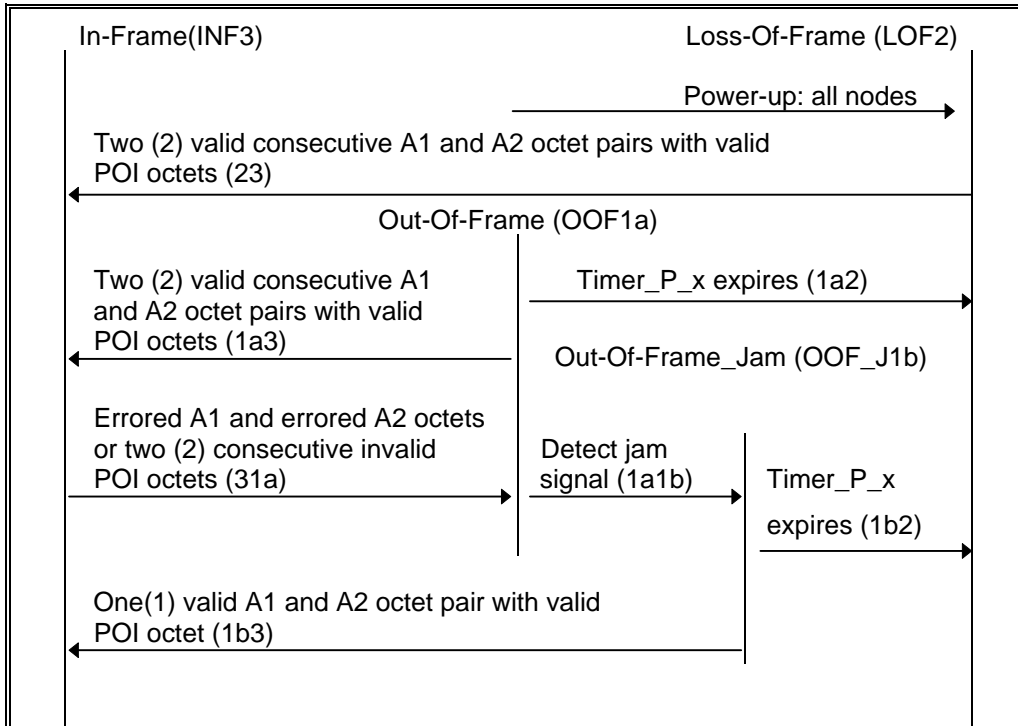 In-Frame(INF3)
Loss-Of-Frame (LOF2)
Power-up: all nodes
Two (2) valid consecutive A1 and A2 octet pairs with valid
POI octets (23)
Out-Of-Frame (OOF1a)
Two (2) valid consecutive A1
and A2 octet pairs with valid
POI octets (1a3)
Timer_P_x expires (1a2)
Out-Of-Frame_Jam (OOF_J1b)
Errored A1 and errored A2 octets
or two (2) consecutive invalid
POI octets (31a)
Detect jam
signal (1a1b)
Timer_P_x
expires (1b2)
One(1) valid A1 and A2 octet pair with valid
POI octet (1b3)